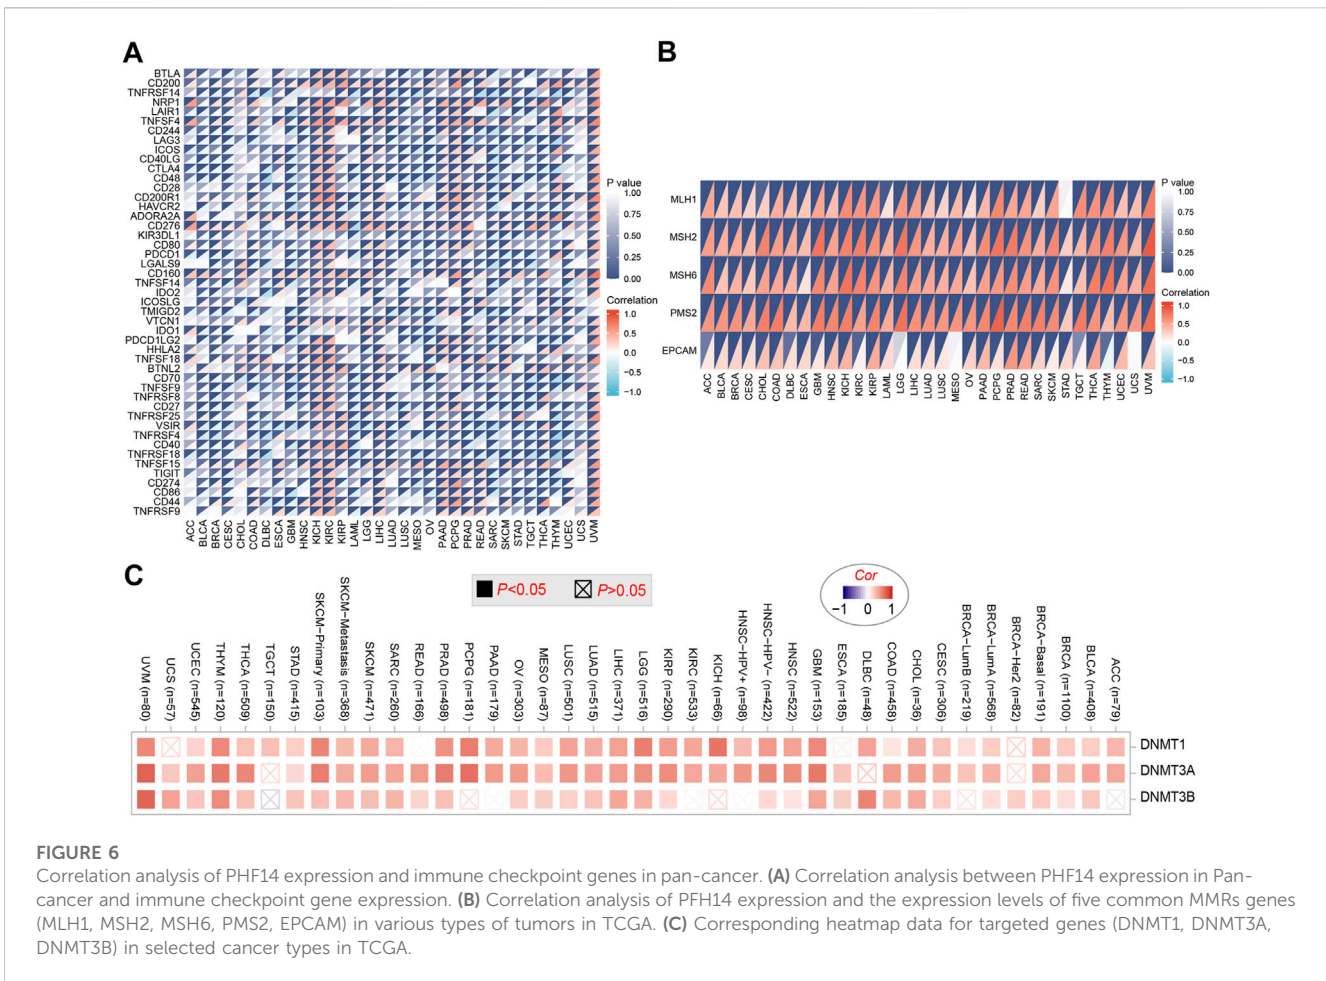 A
BTLA
CD200
TNFRSF14
NRP1
LAIR1
TNFSF4
CD244
LAG3
ICOS
CD40LG
CTLA4
CD48
CD28
CD200R1
HAVCR2
ADORA2A
CD276
KIR3DL1
CD80
PDCD1
LGALS9
CD160
TNFSF14
IDO2
ICOSLG
TMIGD2
VTCN1
IDO1
PDCD1LG2
HHLA2
TNFSF18
BTNL2
CD70
TNFSF9
TNFRSF8
CD27
TNFRSF25
VSIR
TNFRSF4
CD40
TNFRSF18
TNFSF15
TIGIT
CD274
CD86
CD44
TNFRSF9
ACC
BLCA
BRCA
CESC
CHOL
COAD
DLBC
ESCA
GBM
HNSC
KICH
KIRC
KIRP
LAML
LGG
LIHC
LUAD
LUSC
MESO
OV
PAAD
PCPG
PRAD
READ
SARC
SKCM
STAD
TGCT
THCA
THYM
UCEC
UCS
UVM
P value
1.00
0.75
0.50
0.25
0.00
Correlation
1.0
0.5
0.0
−0.5
−1.0
B
MLH1
MSH2
MSH6
PMS2
EPCAM
ACC
BLCA
BRCA
CESC
CHOL
COAD
DLBC
ESCA
GBM
HNSC
KICH
KIRC
KIRP
LAML
LGG
LIHC
LUAD
LUSC
MESO
OV
PAAD
PCPG
PRAD
READ
SARC
SKCM
STAD
TGCT
THCA
THYM
UCEC
UCS
UVM
P value
1.00
0.75
0.50
0.25
0.00
Correlation
1.0
0.5
0.0
−0.5
−1.0
C
P<0.05
P>0.05
Cor
−1 0 1
UVM (n=80)
UCS (n=57)
UCEC (n=545)
THYM (n=120)
THCA (n=509)
TGCT (n=150)
STAD (n=415)
SKCM−Primary (n=103)
SKCM−Metastasis (n=368)
SKCM (n=471)
SARC (n=260)
READ (n=166)
PRAD (n=498)
PCPG (n=181)
PAAD (n=179)
OV (n=303)
MESO (n=87)
LUSC (n=501)
LUAD (n=515)
LIHC (n=371)
LGG (n=516)
KIRP (n=290)
KIRC (n=533)
KICH (n=66)
HNSC−HPV+ (n=98)
HNSC−HPV− (n=422)
HNSC (n=522)
GBM (n=153)
ESCA (n=185)
DLBC (n=48)
COAD (n=458)
CHOL (n=36)
CESC (n=306)
BRCA−LumB (n=219)
BRCA−LumA (n=568)
BRCA−Her2 (n=82)
BRCA−Basal (n=191)
BRCA (n=1100)
BLCA (n=408)
ACC (n=79)
DNMT1
DNMT3A
DNMT3B
FIGURE 6
Correlation analysis of PHF14 expression and immune checkpoint genes in pan-cancer. (A) Correlation analysis between PHF14 expression in Pan-
cancer and immune checkpoint gene expression. (B) Correlation analysis of PFH14 expression and the expression levels of five common MMRs genes
(MLH1, MSH2, MSH6, PMS2, EPCAM) in various types of tumors in TCGA. (C) Corresponding heatmap data for targeted genes (DNMT1, DNMT3A,
DNMT3B) in selected cancer types in TCGA.